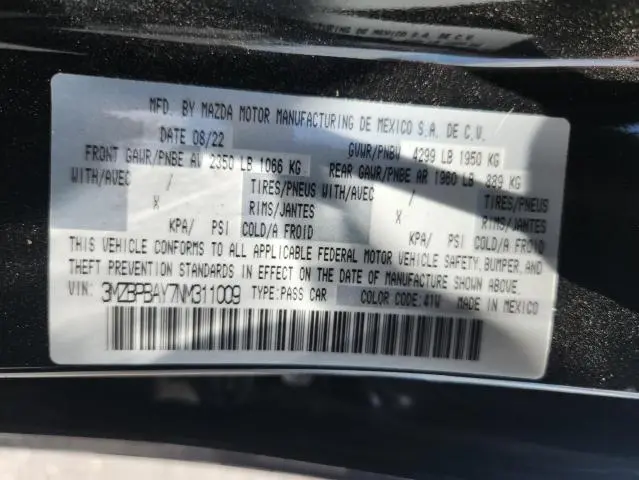 MFD. BY MAZDA MOTOR MANUFACTURING DE MEXICO S.A. DE C.V.
DATE 08/22 GVWR/PNBV 4299 LB 1950 KG
FRONT GAWR/PNBE AV 2350 LB 1066 KG REAR GAWR/PNBE AR 1960 LB 889 KG
WITH/AVEC / TIRES/PNEUS WITH/AVEC / TIRES/PNEUS
X RIMS/JANTES X RIMS/JANTES
KPA/ PSI COLD/A FROID KPA/ PSI COLD/A FROID
THIS VEHICLE CONFORMS TO ALL APPLICABLE FEDERAL MOTOR VEHICLE SAFETY, BUMPER, AND
THEFT PREVENTION STANDARDS IN EFFECT ON THE DATE OF MANUFACTURE SHOWN ABOVE.
VIN: 3MZBPBAY7NM311009 TYPE:PASS CAR COLOR CODE:41W MADE IN MEXICO